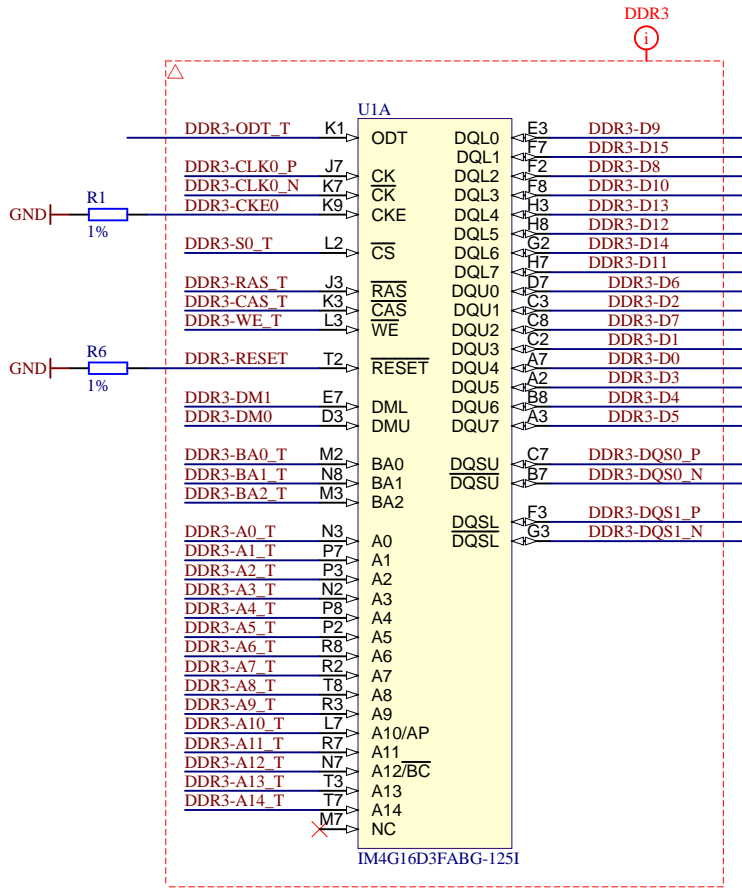 DDR3
i
U1A
DDR3-ODT_T K1 ODT DQL0 E3 DDR3-D9
DQL1 F7 DDR3-D15
DDR3-CLK0_P J7 CK DQL2 F2 DDR3-D8
DDR3-CLK0_N K7 CK DQL3 F8 DDR3-D10
GND R1 1% DDR3-CKE0 K9 CKE DQL4 H3 DDR3-D13
DQL5 H8 DDR3-D12
DDR3-S0_T L2 CS DQL6 G2 DDR3-D14
DQL7 H7 DDR3-D11
DDR3-RAS_T J3 RAS DQU0 D7 DDR3-D6
DDR3-CAS_T K3 CAS DQU1 C3 DDR3-D2
DDR3-WE_T L3 WE DQU2 C8 DDR3-D7
DQU3 C2 DDR3-D1
GND R6 1% DDR3-RESET T2 RESET DQU4 A7 DDR3-D0
DQU5 A2 DDR3-D3
DDR3-DM1 E7 DML DQU6 B8 DDR3-D4
DDR3-DM0 D3 DMU DQU7 A3 DDR3-D5
DDR3-BA0_T M2 BA0 DQSU C7 DDR3-DQS0_P
DDR3-BA1_T N8 BA1 DQSU B7 DDR3-DQS0_N
DDR3-BA2_T M3 BA2
DQSL F3 DDR3-DQS1_P
DDR3-A0_T N3 A0 DQSL G3 DDR3-DQS1_N
DDR3-A1_T P7 A1
DDR3-A2_T P3 A2
DDR3-A3_T N2 A3
DDR3-A4_T P8 A4
DDR3-A5_T P2 A5
DDR3-A6_T R8 A6
DDR3-A7_T R2 A7
DDR3-A8_T T8 A8
DDR3-A9_T R3 A9
DDR3-A10_T L7 A10/AP
DDR3-A11_T R7 A11
DDR3-A12_T N7 A12/BC
DDR3-A13_T T3 A13
DDR3-A14_T T7 A14
M7 NC
IM4G16D3FABG-125I